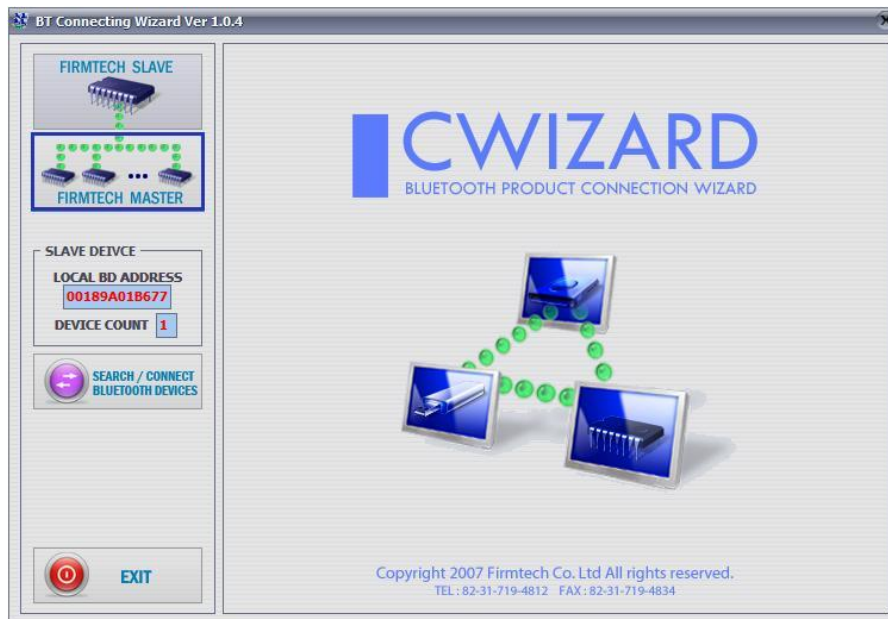 BT Connecting Wizard Ver 1.0.4
FIRMTECH SLAVE
FIRMTECH MASTER
SLAVE DEIVCE
LOCAL BD ADDRESS
00189A01B677
DEVICE COUNT 1
SEARCH / CONNECT
BLUETOOTH DEVICES
EXIT
CWIZARD
BLUETOOTH PRODUCT CONNECTION WIZARD
Copyright 2007 Firmtech Co. Ltd All rights reserved.
TEL : 82-31-719-4812 FAX : 82-31-719-4834